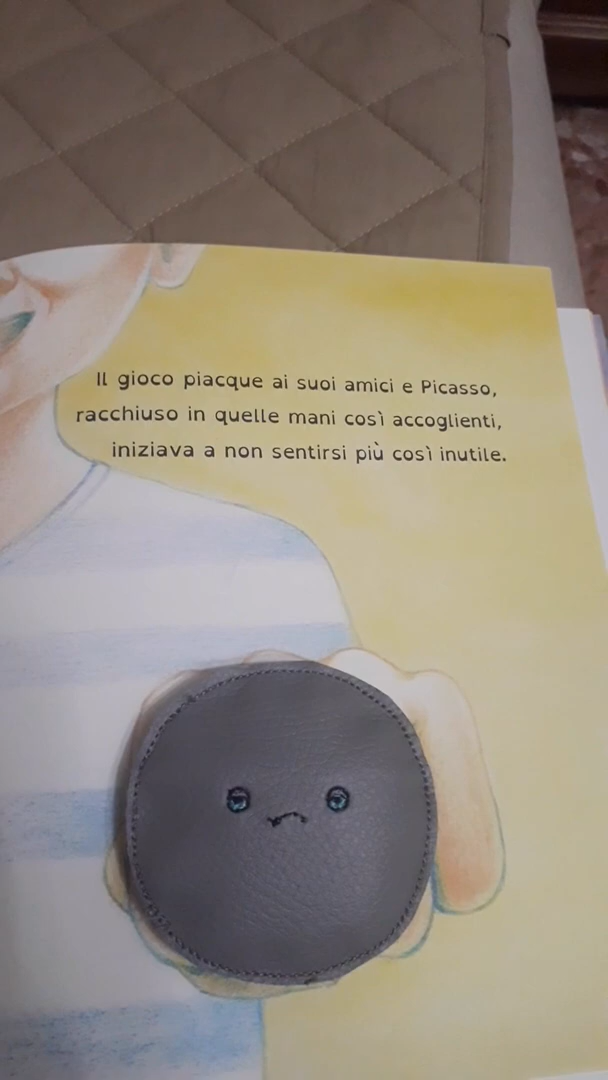 Il gioco piacque ai suoi amici e Picasso,
racchiuso in quelle mani così accoglienti,
iniziava a non sentirsi più così inutile.